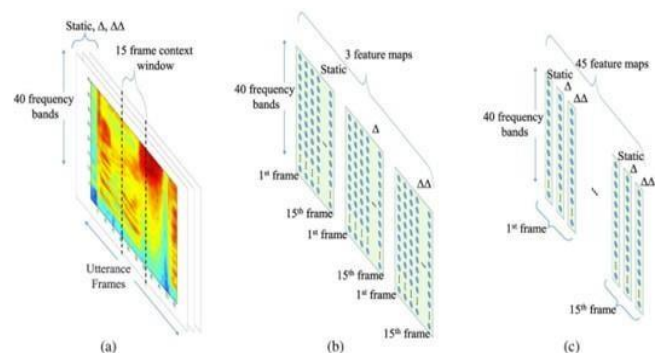 Static, Δ, ΔΔ
15 frame context
window
40 frequency
bands
Utterance
Frames
(a)
3 feature maps
Static
40 frequency
bands
Δ
ΔΔ
1st frame
15th frame
1st frame
15th frame
1st frame
15th frame
(b)
45 feature maps
Static
Δ
ΔΔ
40 frequency
bands
Static
Δ
ΔΔ
1st frame
15th frame
(c)